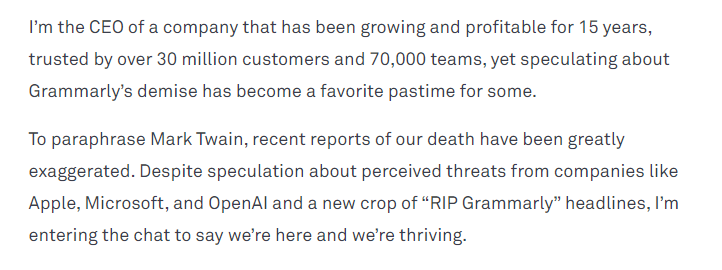 I’m the CEO of a company that has been growing and profitable for 15 years,
trusted by over 30 million customers and 70,000 teams, yet speculating about
Grammarly’s demise has become a favorite pastime for some.
To paraphrase Mark Twain, recent reports of our death have been greatly
exaggerated. Despite speculation about perceived threats from companies like
Apple, Microsoft, and OpenAI and a new crop of “RIP Grammarly” headlines, I’m
entering the chat to say we’re here and we’re thriving.